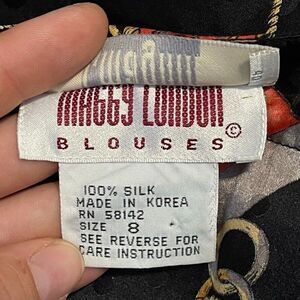 MAGGY LONDON ©
BLOUSES
100% SILK
MADE IN KOREA
RN 58142
SIZE 8
SEE REVERSE FOR
CARE INSTRUCTION